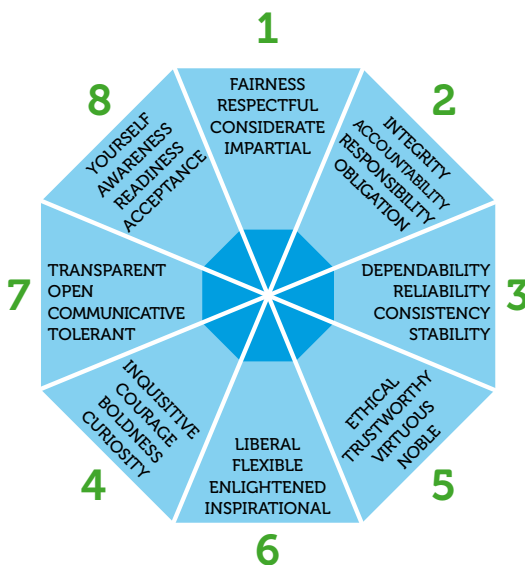 1
FAIRNESS
RESPECTFUL
CONSIDERATE
IMPARTIAL
2
INTEGRITY
ACCOUNTABILITY
RESPONSIBILITY
OBLIGATION
3
DEPENDABILITY
RELIABILITY
CONSISTENCY
STABILITY
5
ETHICAL
TRUSTWORTHY
VIRTUOUS
NOBLE
6
LIBERAL
FLEXIBLE
ENLIGHTENED
INSPIRATIONAL
4
INQUISITIVE
COURAGE
BOLDNESS
CURIOSITY
7
TRANSPARENT
OPEN
COMMUNICATIVE
TOLERANT
8
YOURSELF
AWARENESS
READINESS
ACCEPTANCE